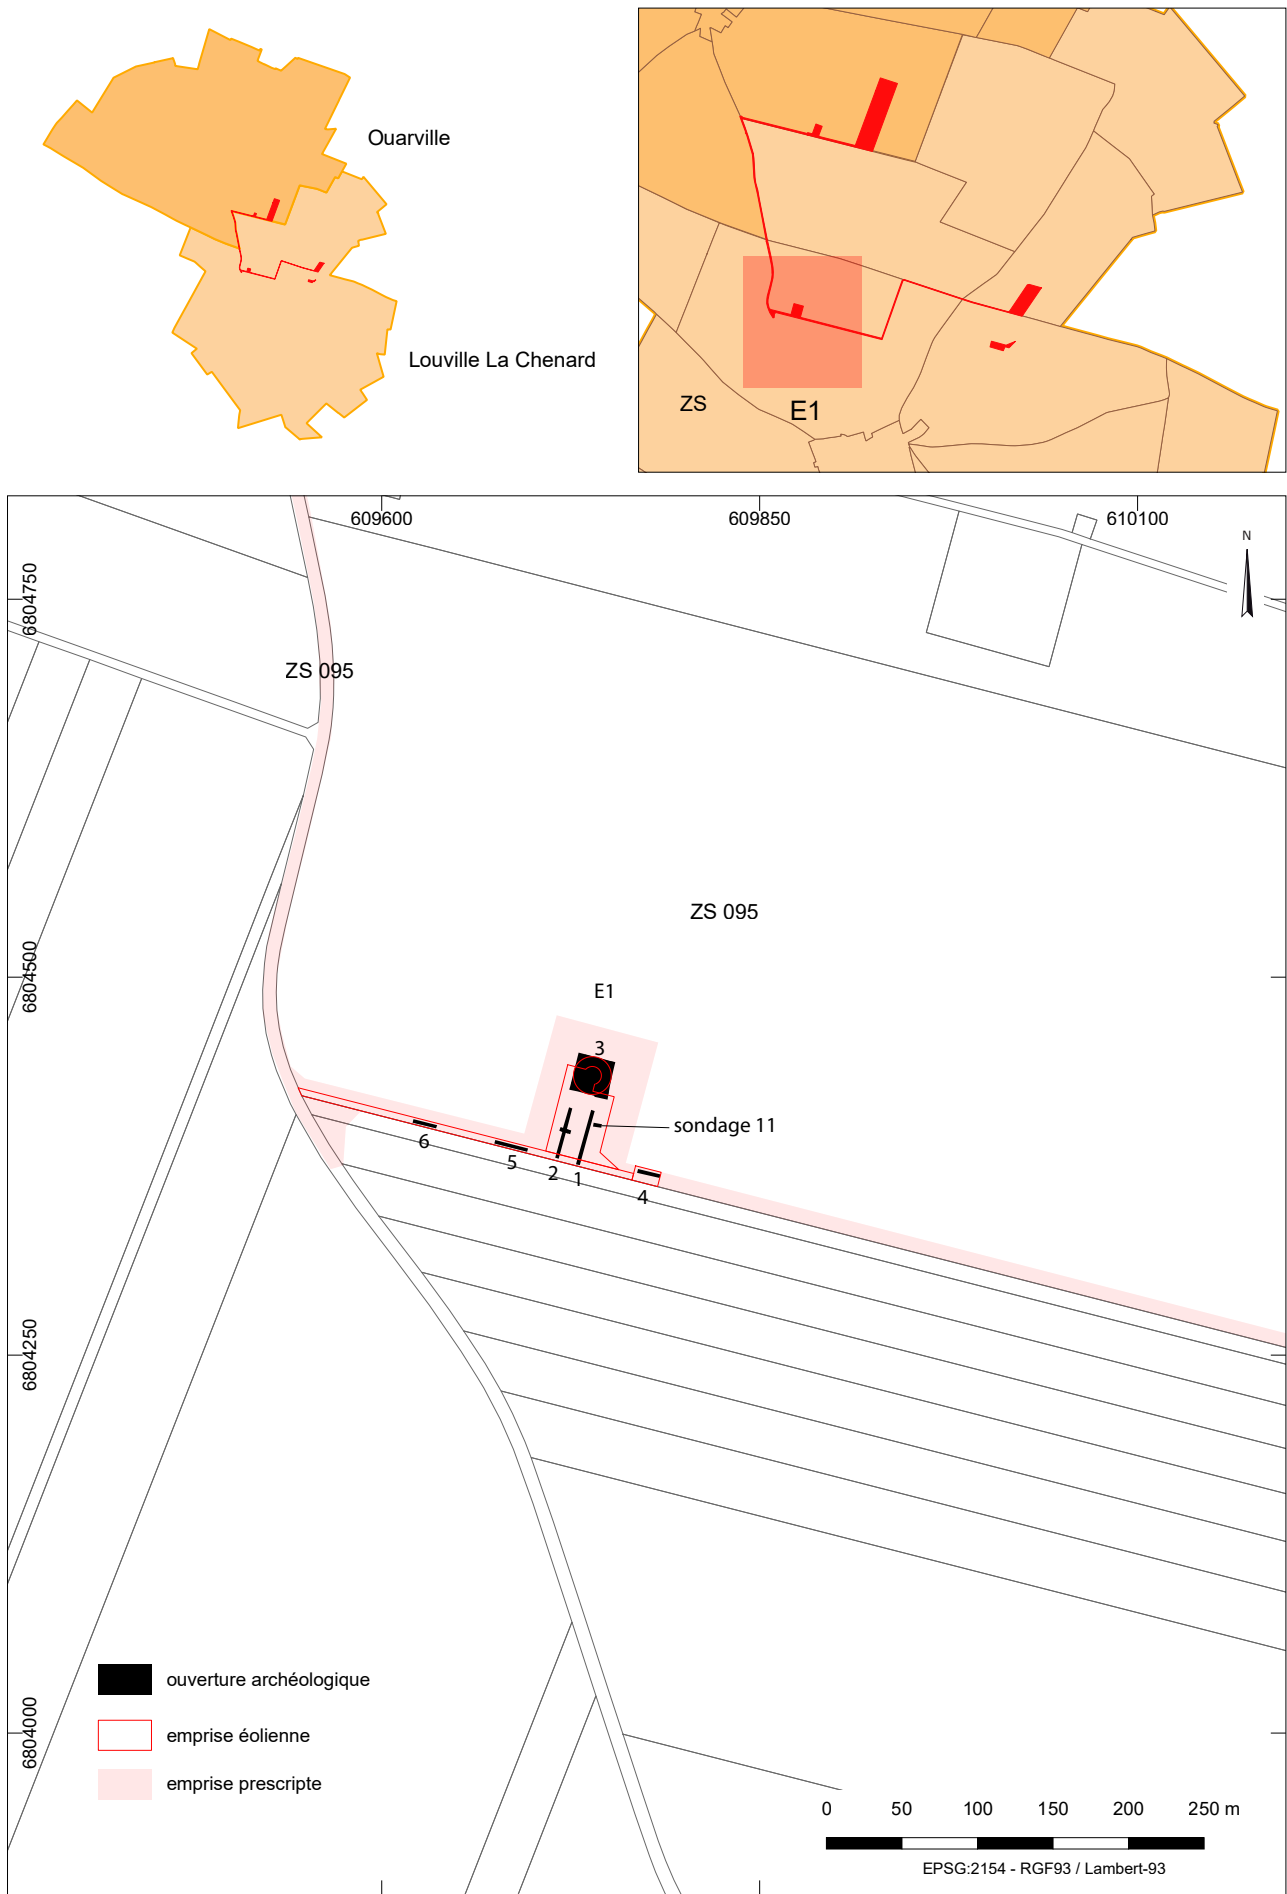 Ouarville
Louville La Chenard
ZS
E1
609600
609850
610100
N
6804750
ZS 095
ZS 095
6804500
E1
3
sondage 11
6
5
2
1
4
6804250
6804000
ouverture archéologique
emprise éolienne
emprise prescripte
0 50 100 150 200 250 m
EPSG:2154 - RGF93 / Lambert-93